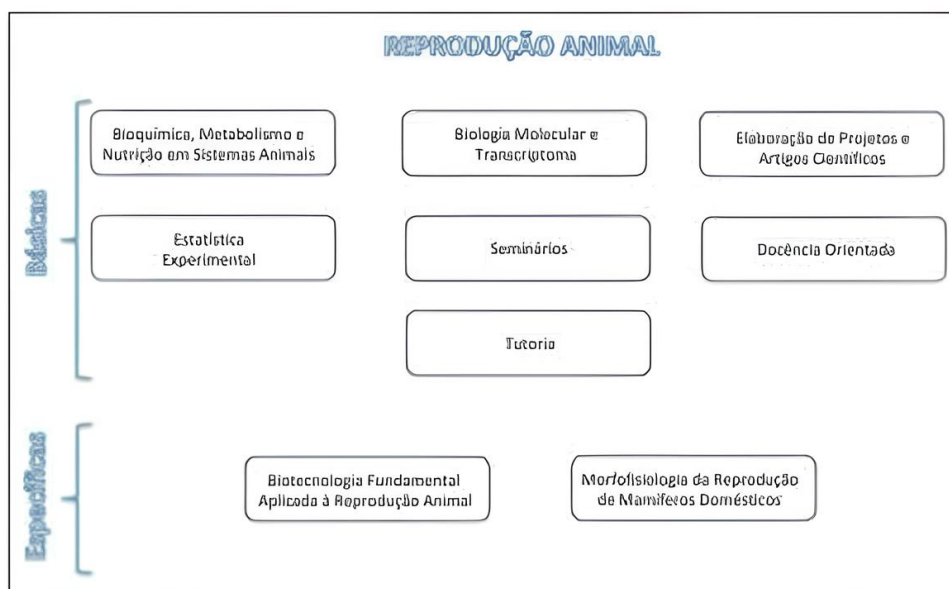 REPRODUÇÃO ANIMAL
Básicas
Bioquímica, Metabolismo e
Nutrição em Sistemas Animais
Biologia Molecular e
Transcriptoma
Elaboração de Projetos e
Artigos Científicos
Estatística
Experimental
Seminários
Docência Orientada
Tutoria
Específicas
Biotecnologia Fundamental
Aplicada à Reprodução Animal
Morfofisiologia da Reprodução
de Mamíferos Domésticos